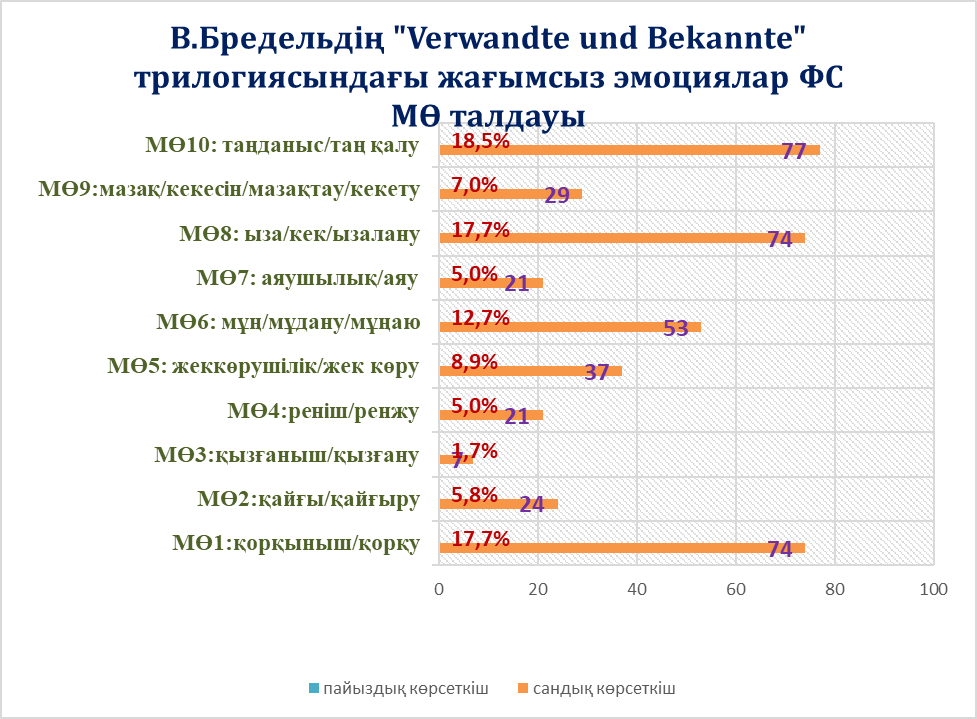 В.Бредельдің "Verwandte und Bekannte"
трилогиясындағы жағымсыз эмоциялар ФС
МӨ талдауы
МӨ10: таңданыс/таң қалу
18,5%
77
МӨ9:мазақ/кекесін/мазақтау/кекету
7,0%
29
МӨ8: ыза/кек/ызалану
17,7%
74
МӨ7: аяушылық/аяу
5,0%
21
МӨ6: мұң/мұдану/мұңаю
12,7%
53
МӨ5: жеккөрушілік/жек көру
8,9%
37
МӨ4:реніш/ренжу
5,0%
21
МӨ3:қызғаныш/қызғану
1,7%
7
МӨ2:қайғы/қайғыру
5,8%
24
МӨ1:қорқыныш/қорқу
17,7%
74
0 20 40 60 80 100
пайыздық көрсеткіш сандық көрсеткіш